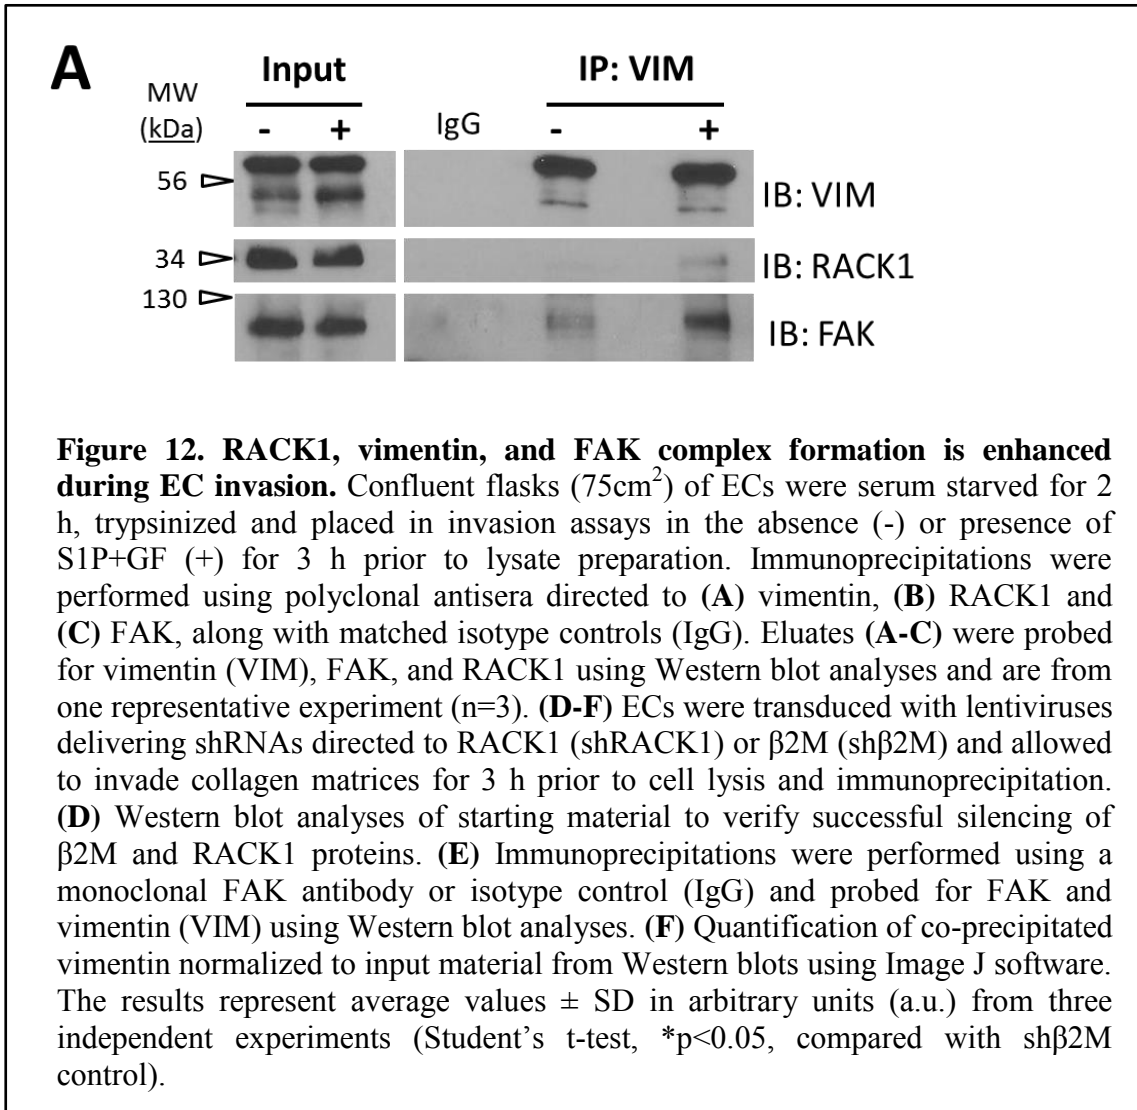 A
Input
IP: VIM
MW
(kDa)
-
+
IgG
-
+
56
IB: VIM
34
IB: RACK1
130
IB: FAK
Figure 12. RACK1, vimentin, and FAK complex formation is enhanced
during EC invasion. Confluent flasks (75cm²) of ECs were serum starved for 2
h, trypsinized and placed in invasion assays in the absence (-) or presence of
S1P+GF (+) for 3 h prior to lysate preparation. Immunoprecipitations were
performed using polyclonal antisera directed to (A) vimentin, (B) RACK1 and
(C) FAK, along with matched isotype controls (IgG). Eluates (A-C) were probed
for vimentin (VIM), FAK, and RACK1 using Western blot analyses and are from
one representative experiment (n=3). (D-F) ECs were transduced with lentiviruses
delivering shRNAs directed to RACK1 (shRACK1) or β2M (shβ2M) and allowed
to invade collagen matrices for 3 h prior to cell lysis and immunoprecipitation.
(D) Western blot analyses of starting material to verify successful silencing of
β2M and RACK1 proteins. (E) Immunoprecipitations were performed using a
monoclonal FAK antibody or isotype control (IgG) and probed for FAK and
vimentin (VIM) using Western blot analyses. (F) Quantification of co-precipitated
vimentin normalized to input material from Western blots using Image J software.
The results represent average values ± SD in arbitrary units (a.u.) from three
independent experiments (Student's t-test, *p<0.05, compared with shβ2M
control).